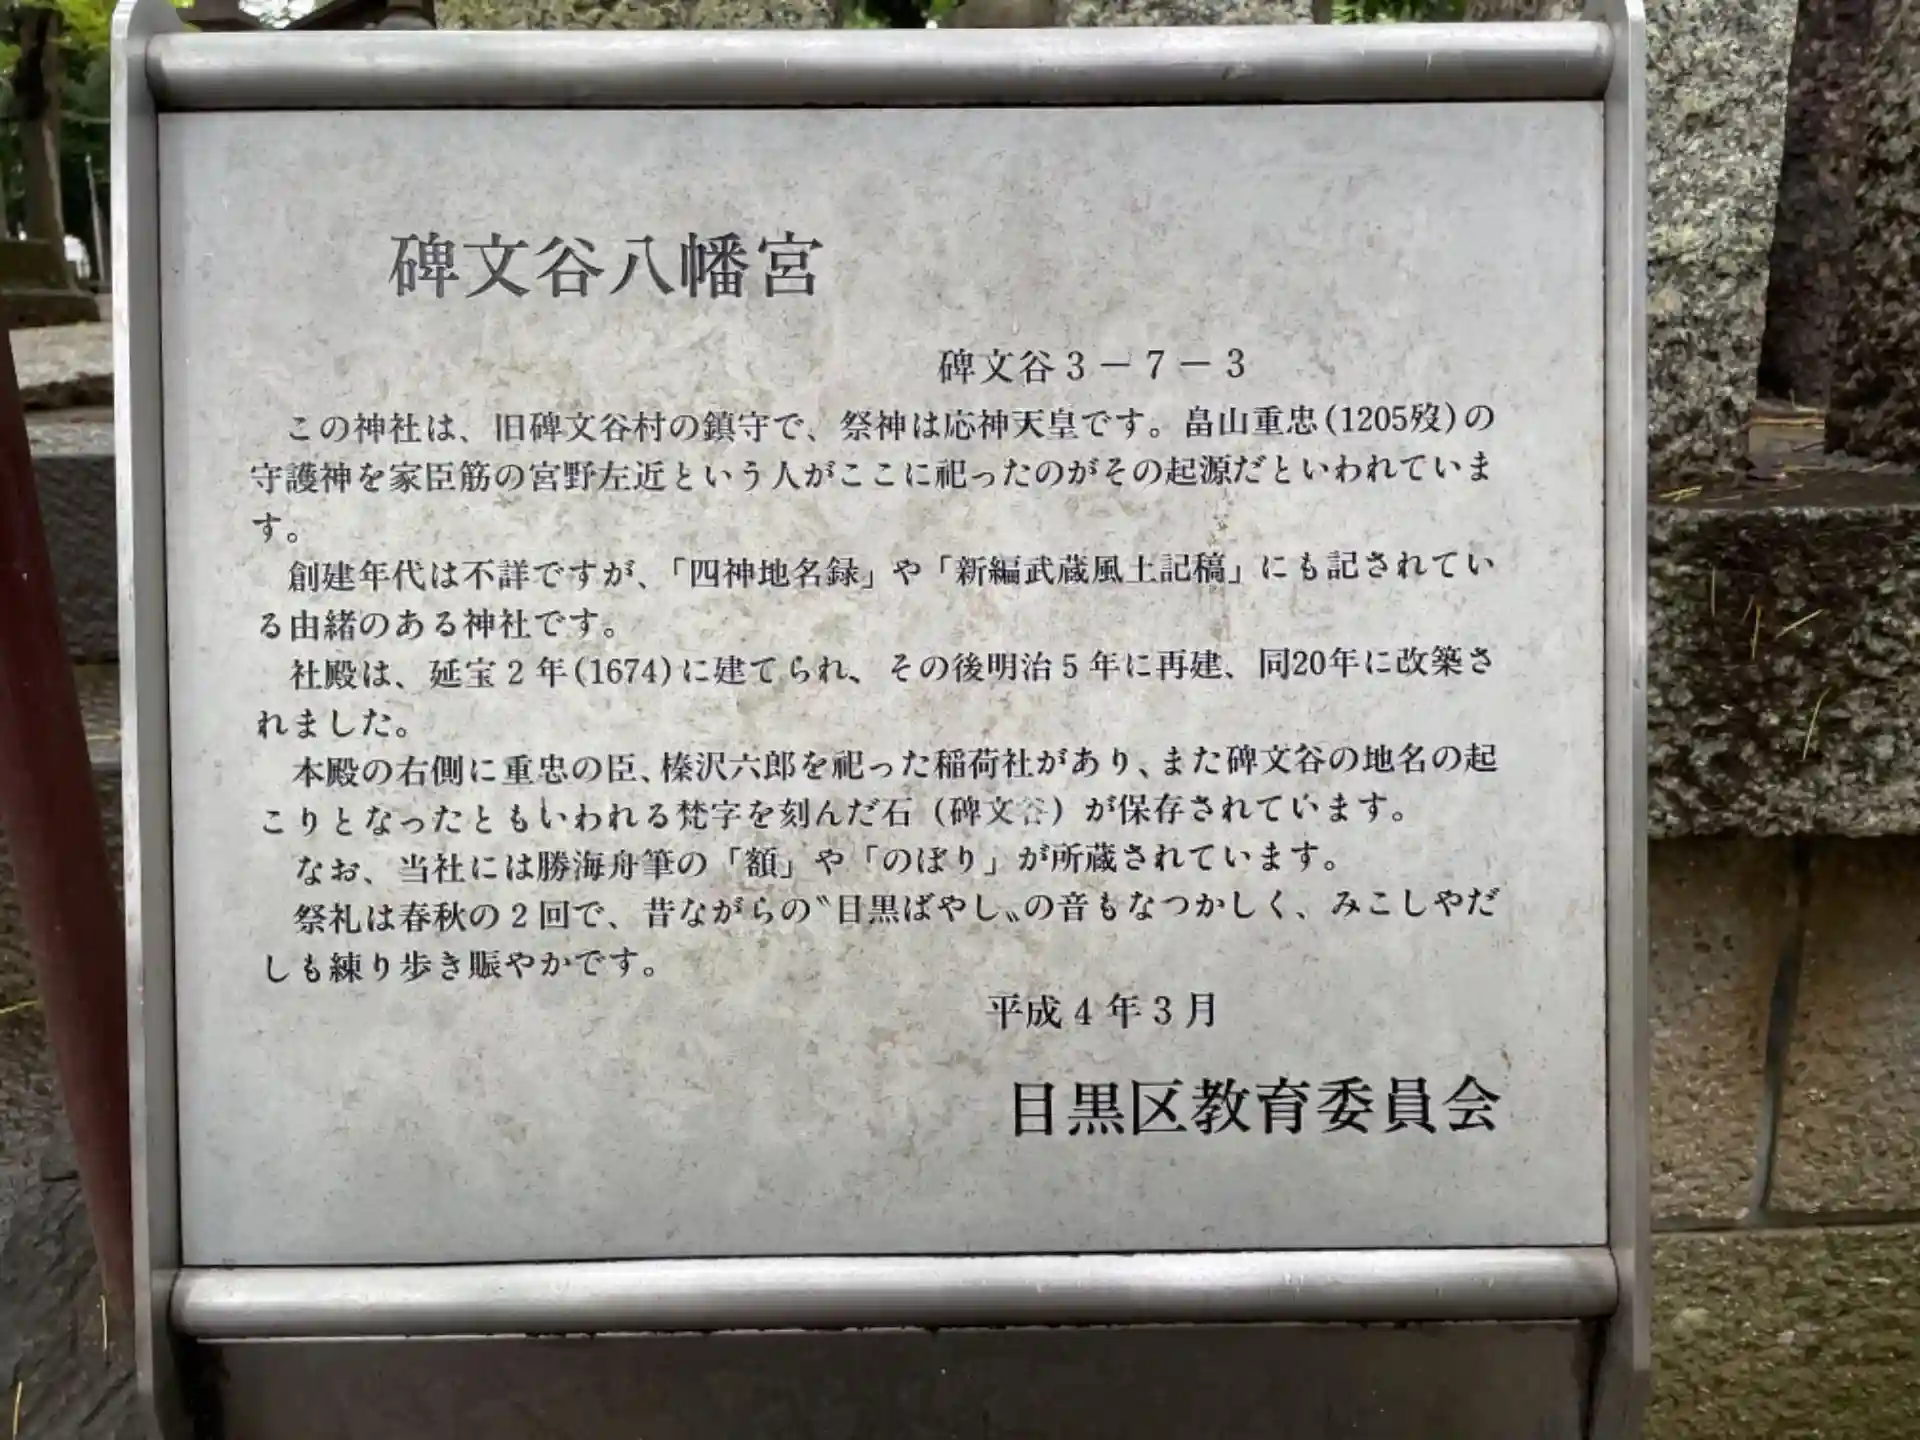 碑文谷八幡宮
碑文谷3－7－3
この神社は、旧碑文谷村の鎮守で、祭神は応神天皇です。畠山重忠(1205歿)の
守護神を家臣筋の宮野左近という人がここに祀ったのがその起源だといわれていま
す。
創建年代は不詳ですが、「四神地名録」や「新編武蔵風土記稿」にも記されてい
る由緒のある神社です。
社殿は、延宝2年(1674)に建てられ、その後明治5年に再建、同20年に改築さ
れました。
本殿の右側に重忠の臣、榛沢六郎を祀った稲荷社があり、また碑文谷の地名の起
こりとなったともいわれる梵字を刻んだ石（碑文谷）が保存されています。
なお、当社には勝海舟筆の「額」や「のぼり」が所蔵されています。
祭礼は春秋の2回で、昔ながらの〝目黒ばやし〟の音もなつかしく、みこしやだ
しも練り歩き賑やかです。
平成4年3月
目黒区教育委員会